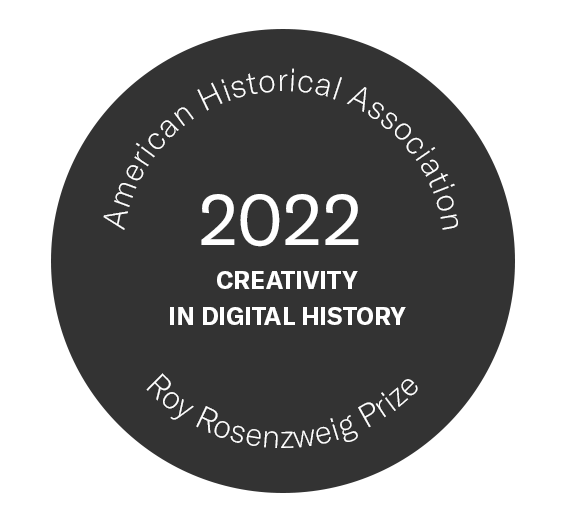 American Historical Association
2022
CREATIVITY
IN DIGITAL HISTORY
Roy Rosenzweig Prize